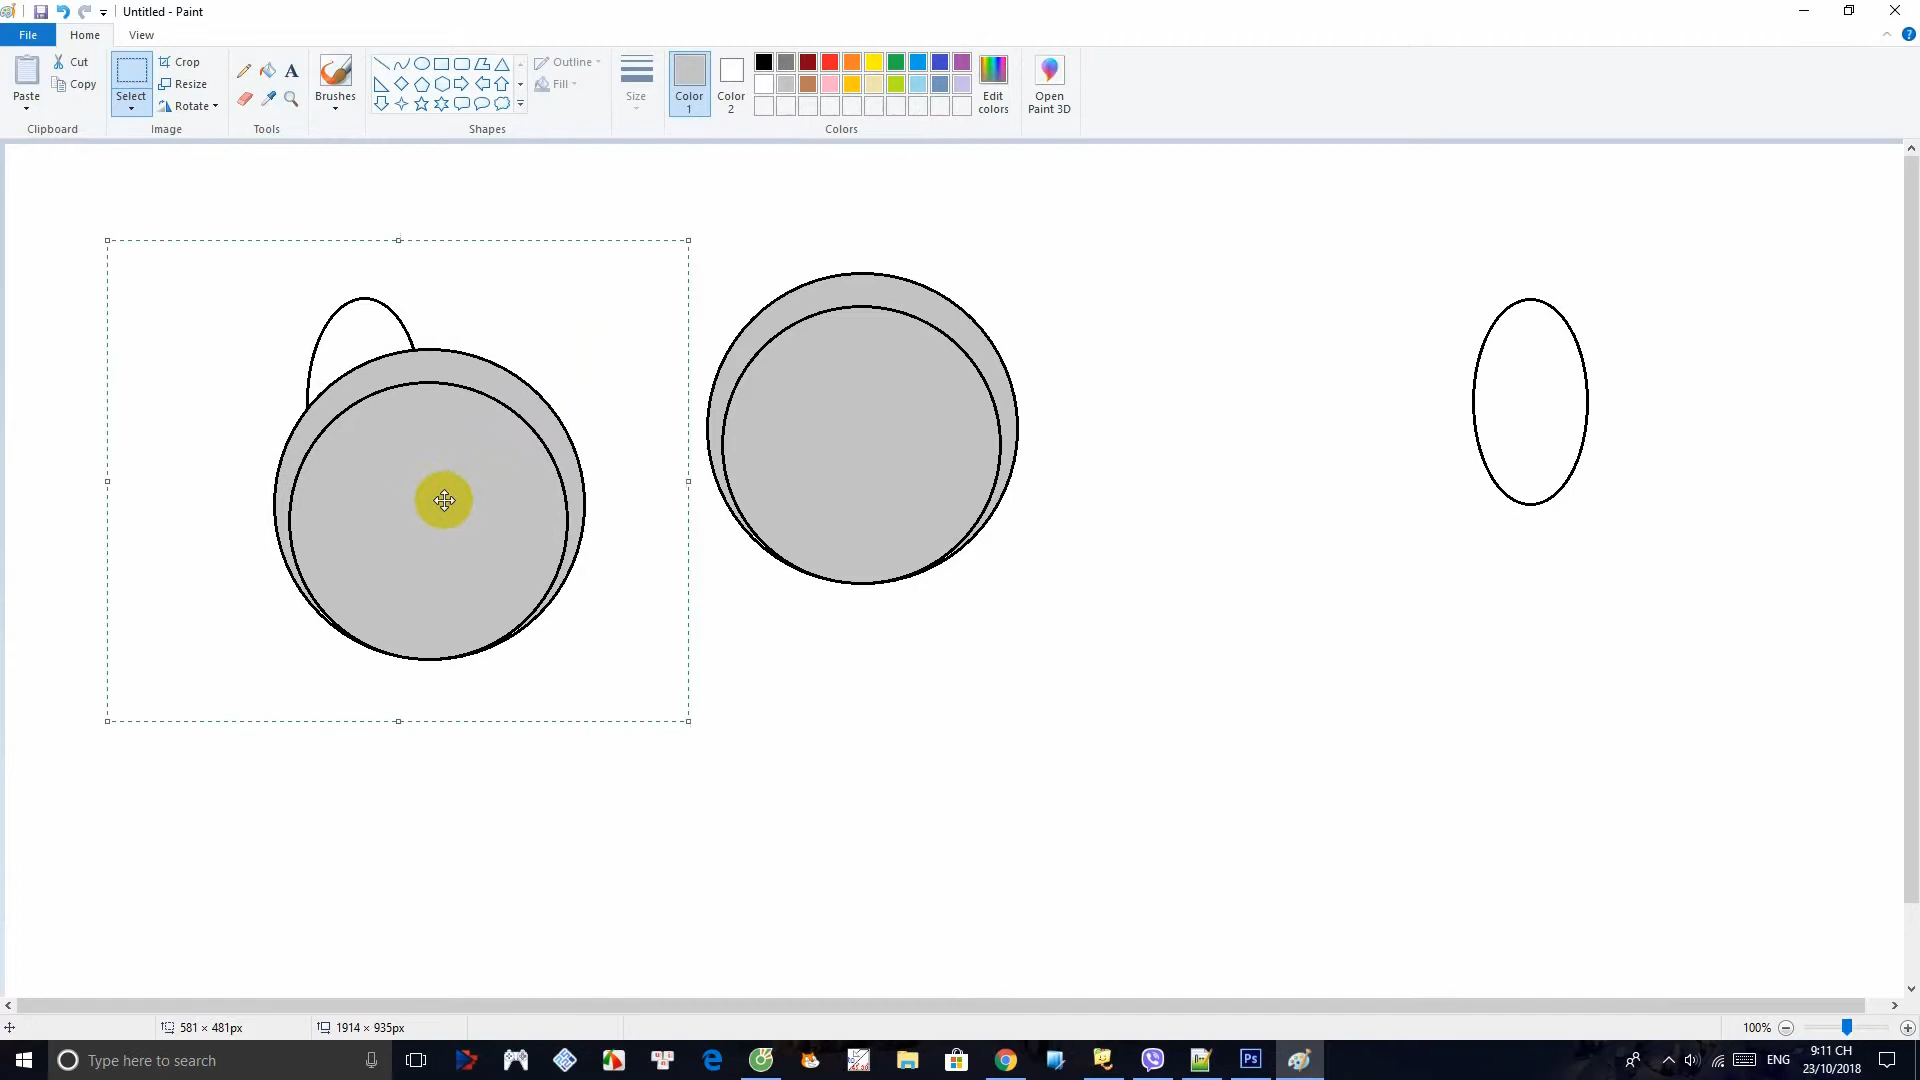 Untitled - Paint
File Home View
Paste
Cut
Copy
Clipboard
Select
Crop
Resize
Rotate
Image
A
Tools
Brushes
Outline
Fill
Shapes
Size
Color 1
Color 2
Edit colors
Colors
Open Paint 3D
581 × 481px
1914 × 935px
100%
Type here to search
Ps
ENG
9:11 CH
23/10/2018